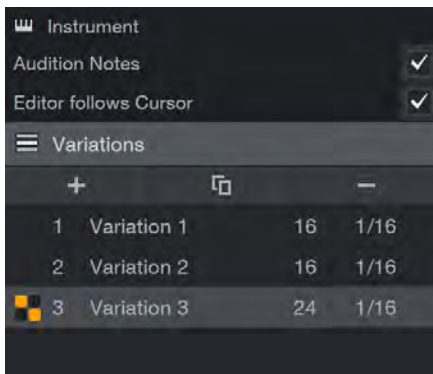 Instrument
Audition Notes
Editor follows Cursor
Variations
1 Variation 1 16 1/16
2 Variation 2 16 1/16
3 Variation 3 24 1/16